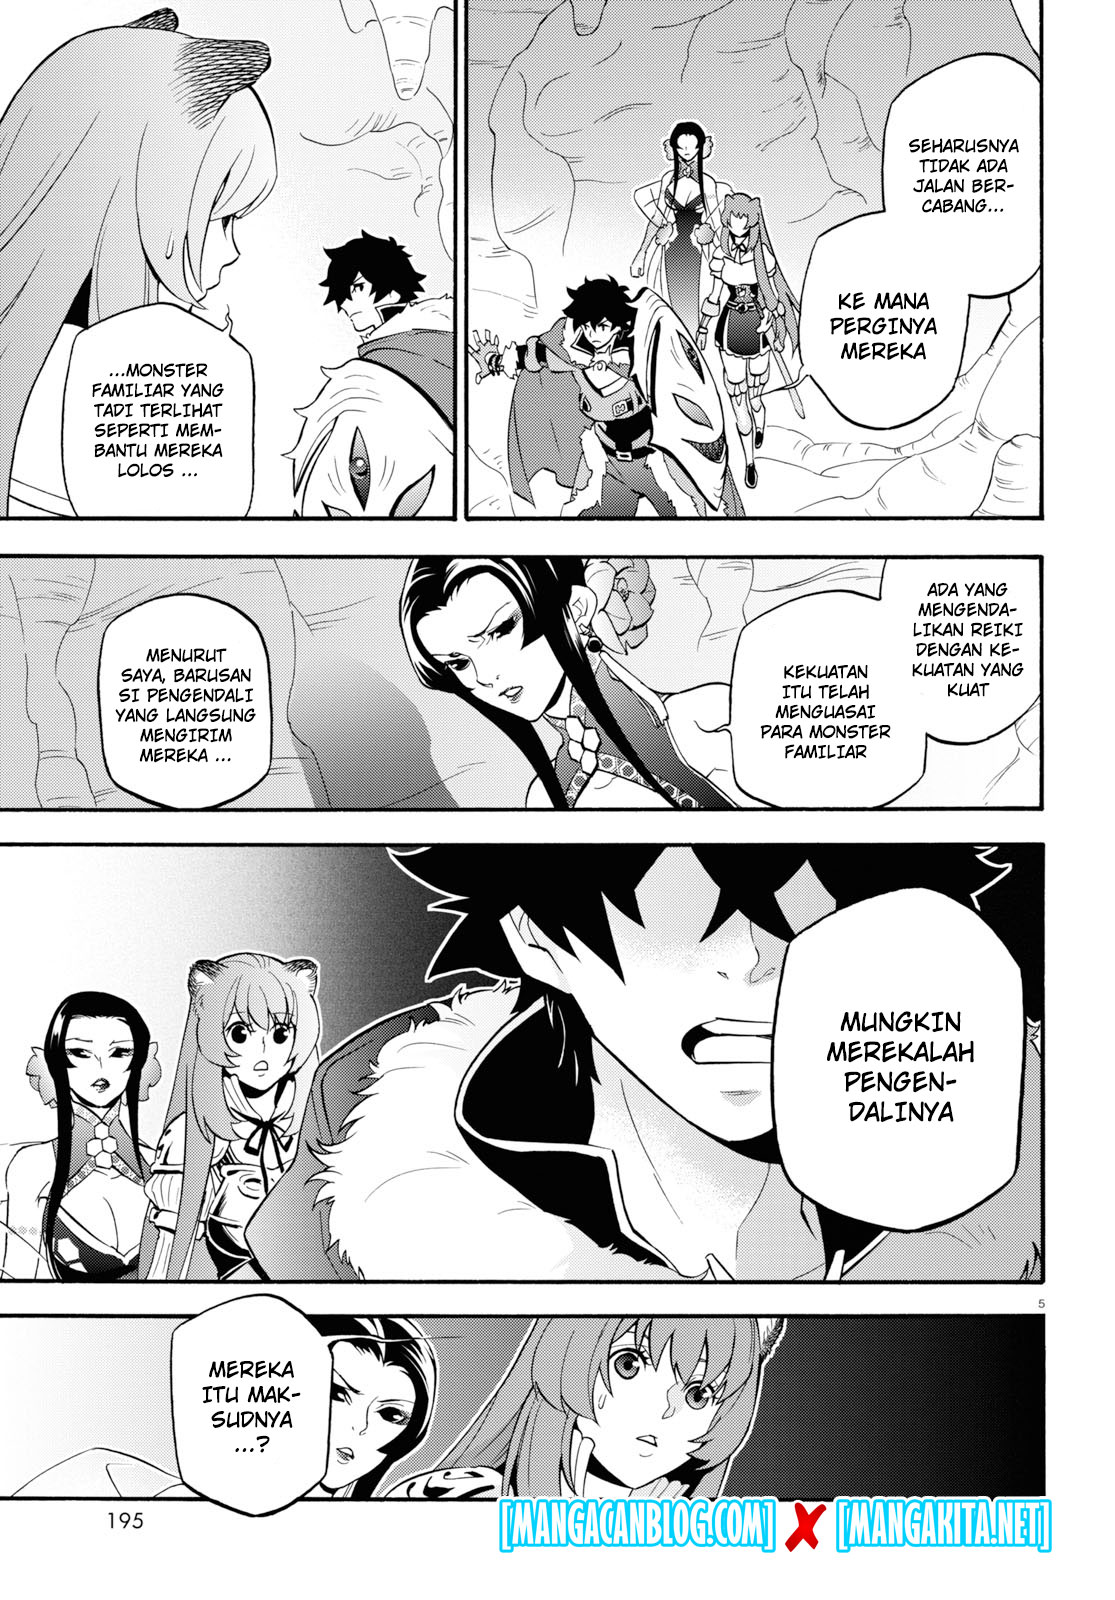 SEHARUSNYA
TIDAK ADA
JALAN BER-
CABANG...
KE MANA
PERGINYA
MEREKA
...MONSTER
FAMILIAR YANG
TADI TERLIHAT
SEPERTI MEM-
BANTU MEREKA
LOLOS ...
ADA YANG
MENGENDA-
LIKAN REIKI
DENGAN KE-
KUATAN YANG
KUAT
KEKUATAN
ITU TELAH
MENGUASAI
PARA MONSTER
FAMILIAR
MENURUT
SAYA, BARUSAN
SI PENGENDALI
YANG LANGSUNG
MENGIRIM
MEREKA ...
MUNGKIN
MEREKALAH
PENGEN-
DALINYA
5
MEREKA
ITU MAK-
SUDNYA
...?
195
[MANGACANBLOG.COM] X [MANGAKITA.NET]